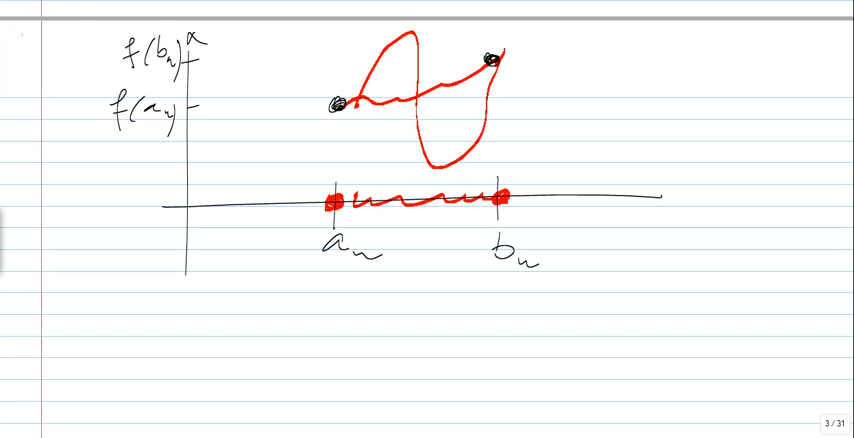 f(bₙ)
f(aₙ)
aₙ
bₙ
3 / 31